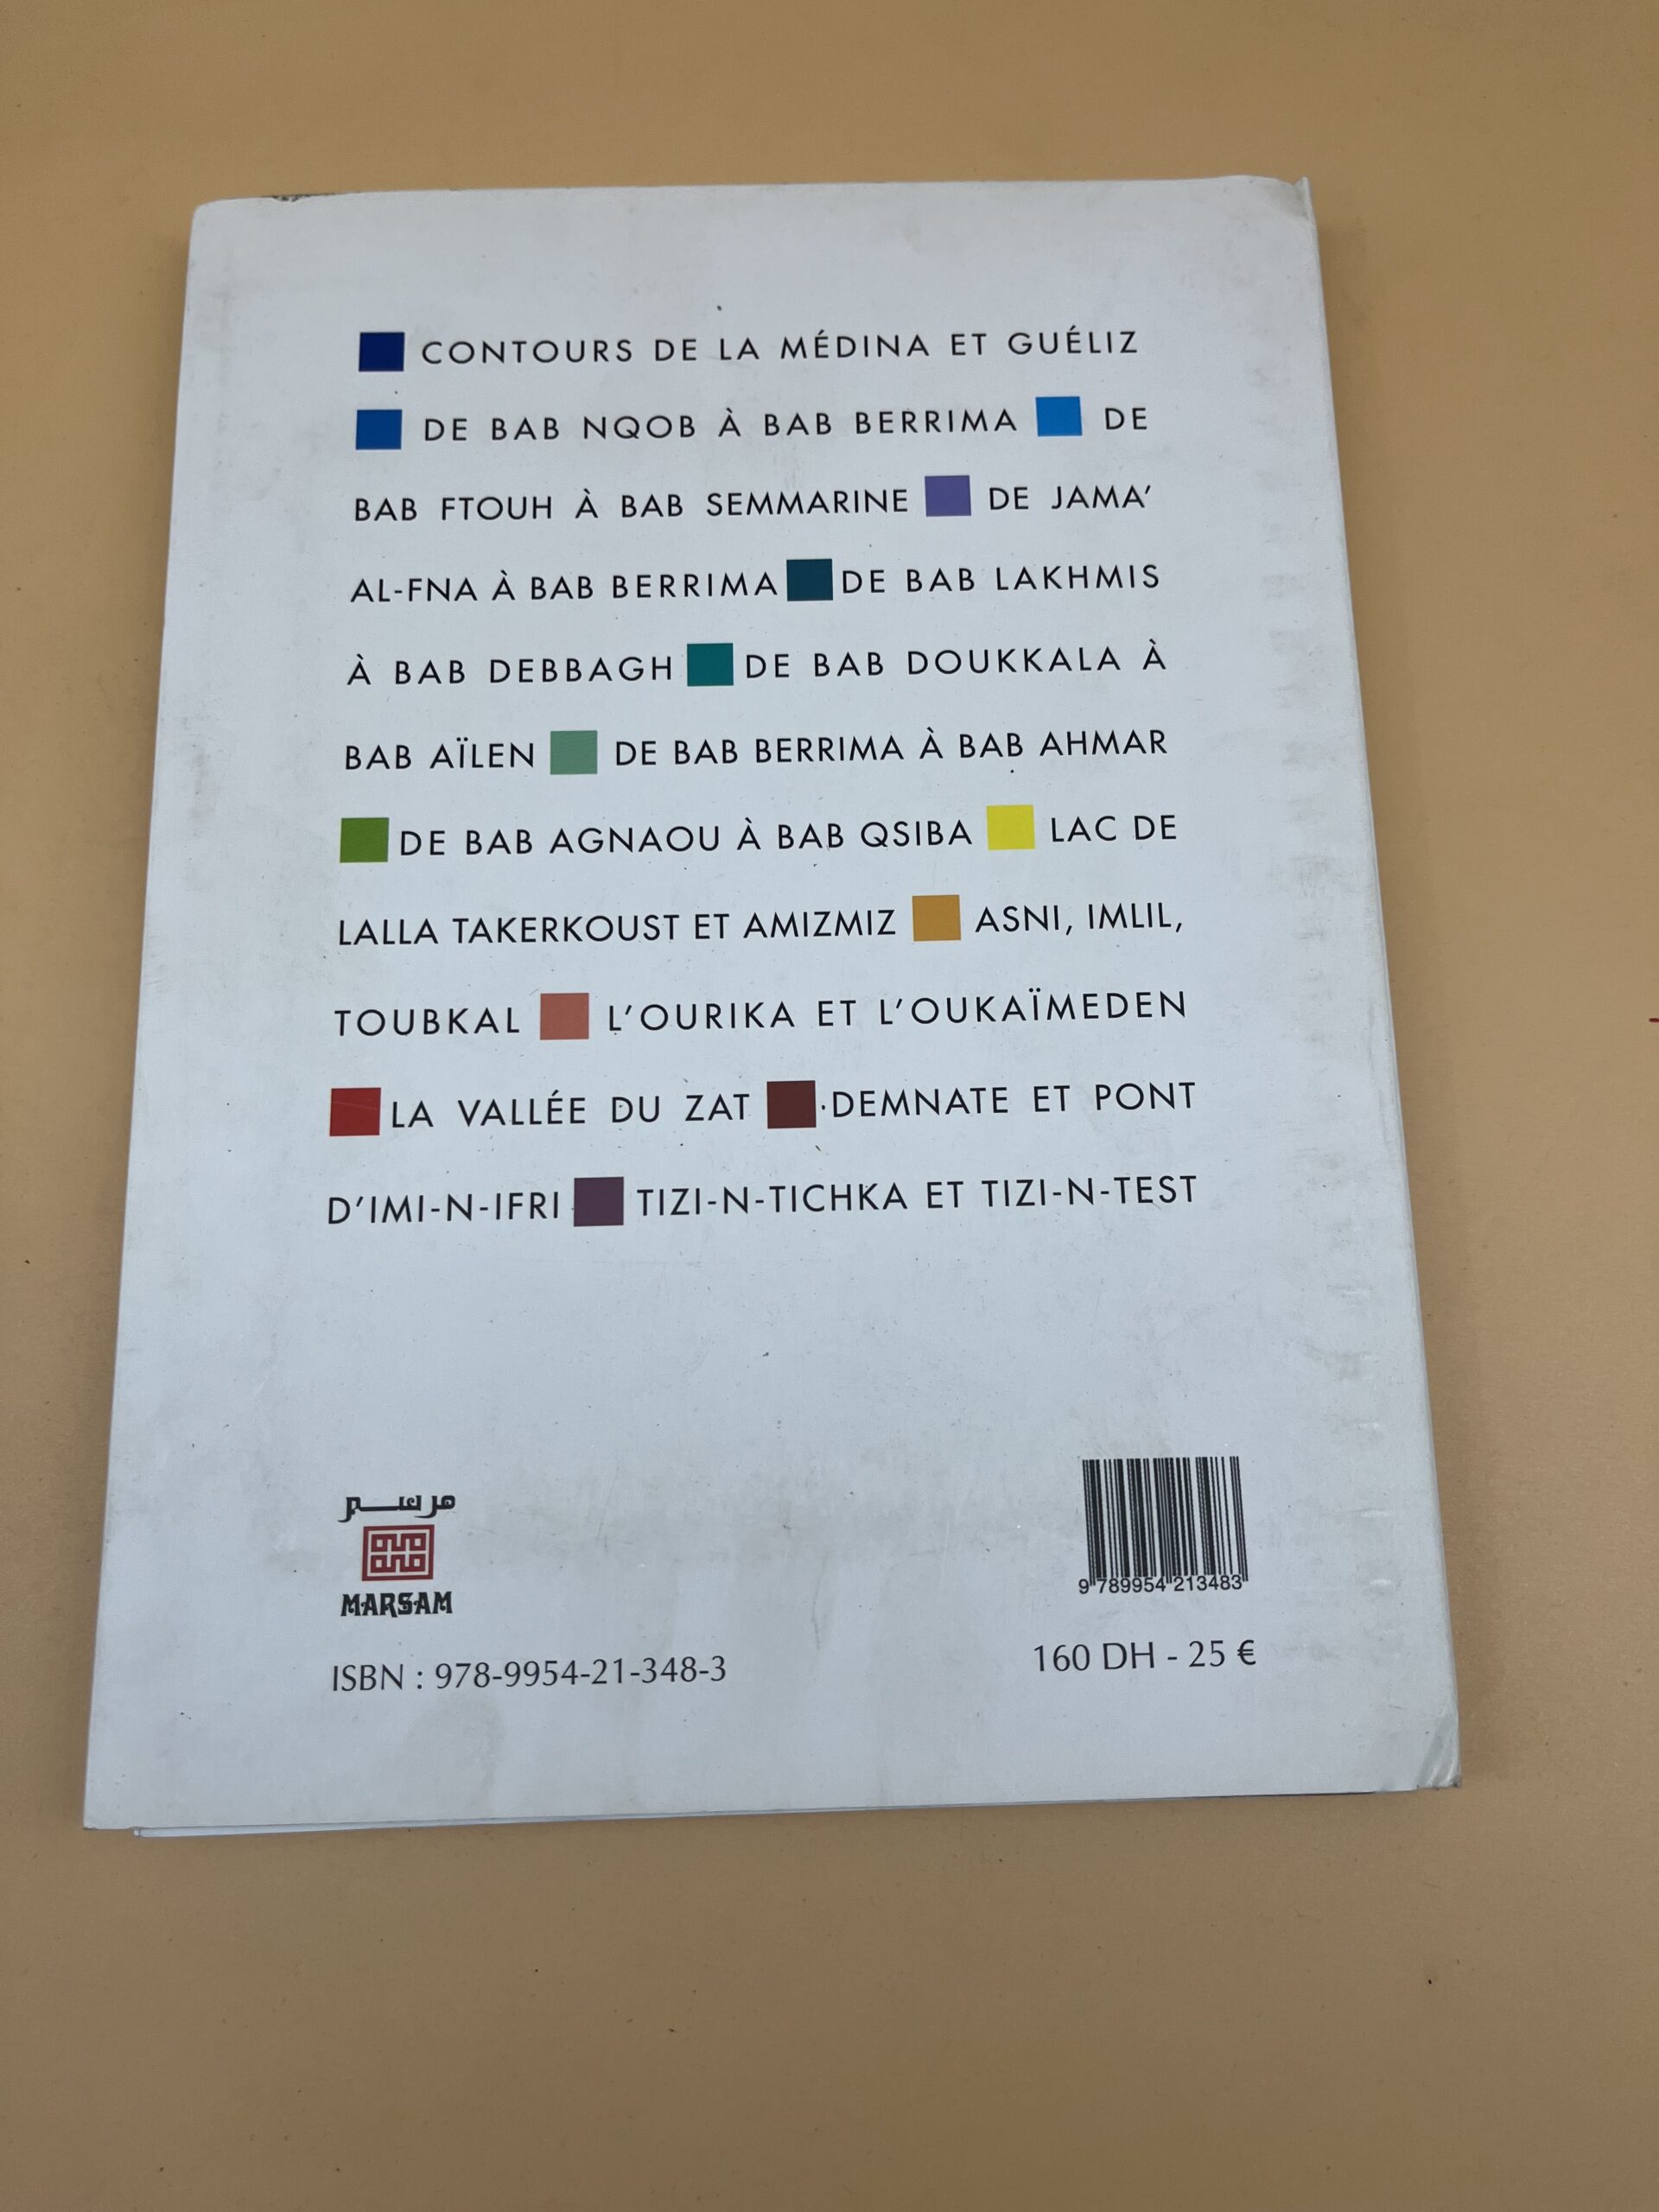 CONTOURS DE LA MÉDINA ET GUÉLIZ
DE BAB NQOB À BAB BERRIMA DE
BAB FTOUH À BAB SEMMARINE DE JAMA’
AL-FNA À BAB BERRIMA DE BAB LAKHMIS
À BAB DEBBAGH DE BAB DOUKKALA À
BAB AÏLEN DE BAB BERRIMA À BAB AHMAR
DE BAB AGNAOU À BAB QSIBA LAC DE
LALLA TAKERKOUST ET AMIZMIZ ASNI, IMLIL,
TOUBKAL L’OURIKA ET L’OUKAÏMEDEN
LA VALLÉE DU ZAT DEMNATE ET PONT
D’IMI-N-IFRI TIZI-N-TICHKA ET TIZI-N-TEST
مرسم
MARSAM
ISBN : 978-9954-21-348-3
9 789954 213483
160 DH - 25 €